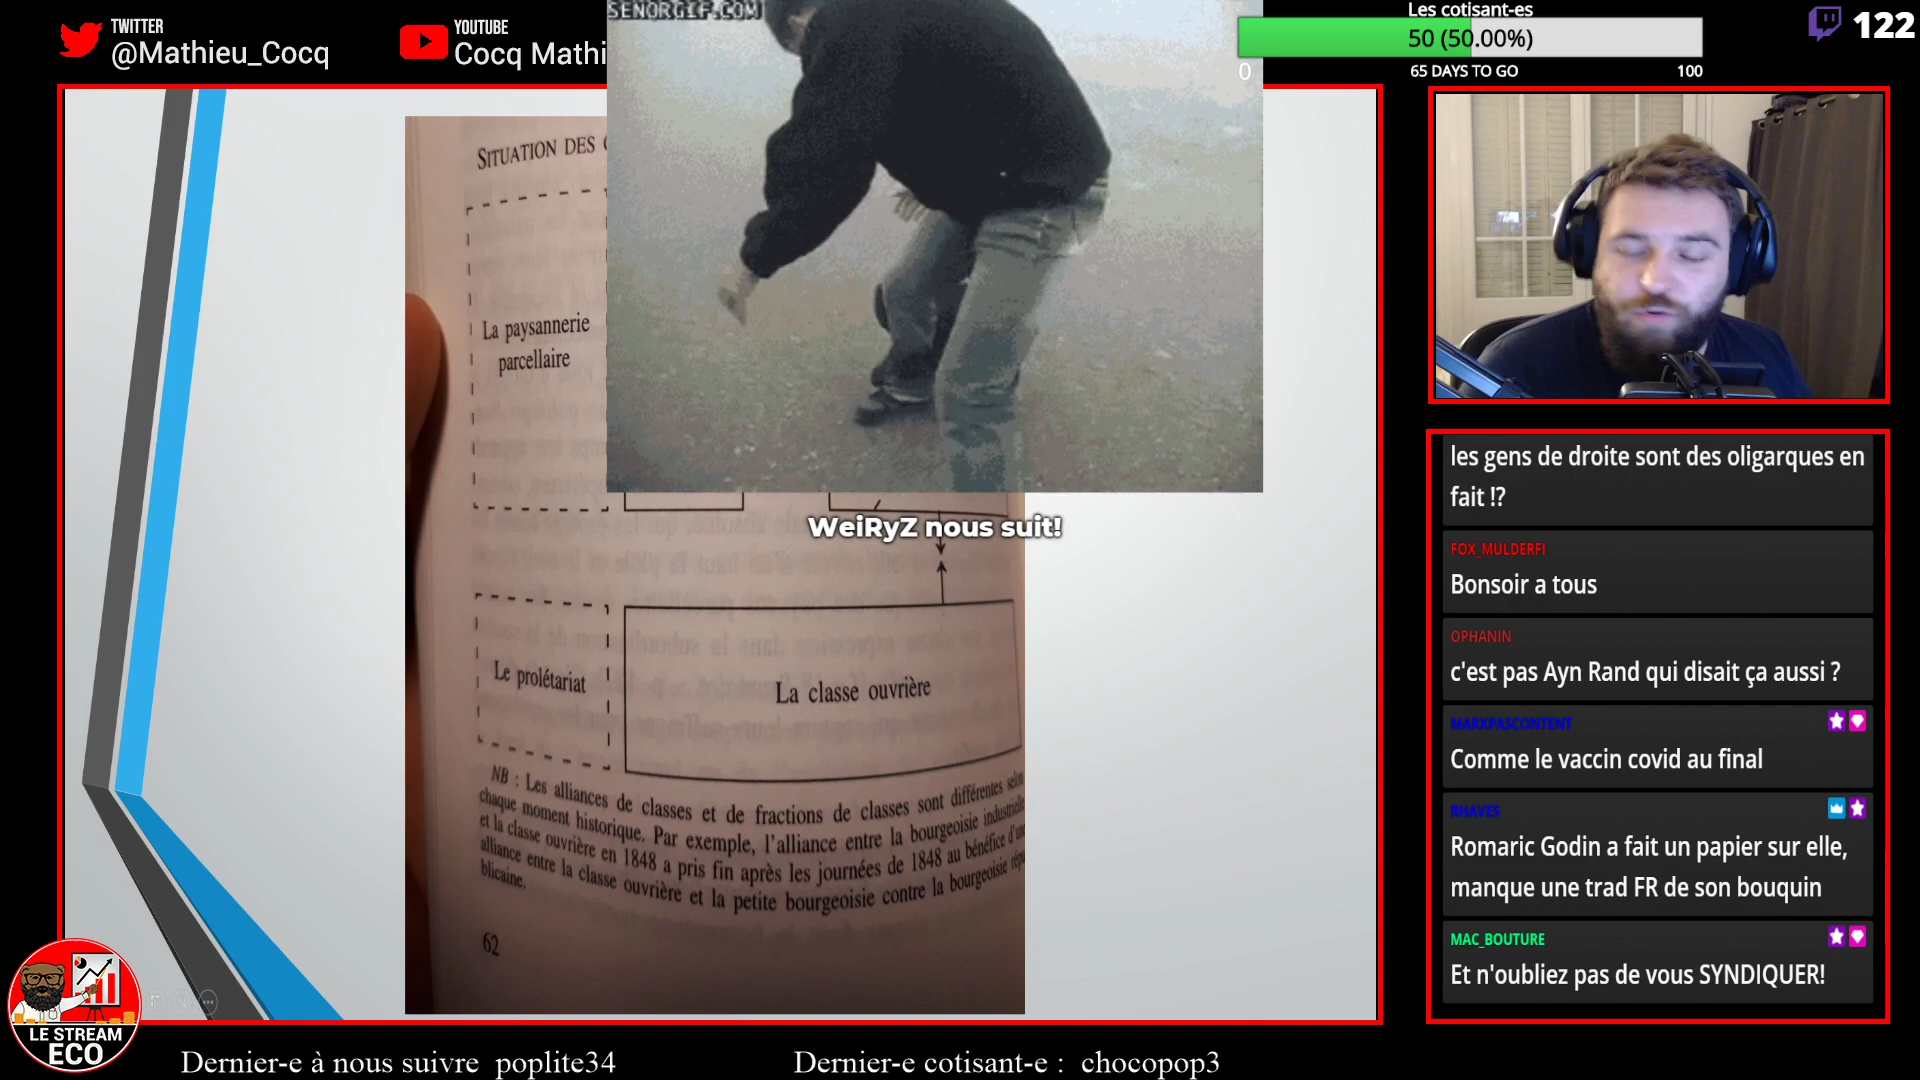 TWITTER
@Mathieu_Cocq
YOUTUBE
Cocq Mathi
SENORGIF.COM
Les cotisant-es
50 (50.00%)
0
65 DAYS TO GO
100
122
SITUATION DES
La paysannerie
parcellaire
WeiRyZ nous suit!
Le prolétariat
La classe ouvrière
NB : Les alliances de classes et de fractions de classes sont différentes selon
chaque moment historique. Par exemple, l'alliance entre la bourgeoisie industrielle
et la classe ouvrière en 1848 a pris fin après les journées de 1848 au bénéfice d'une
alliance entre la classe ouvrière et la petite bourgeoisie contre la bourgeoisie répu
blicaine.
62
les gens de droite sont des oligarques en
fait !?
FOX_MULDERFI
Bonsoir a tous
OPHANIN
c'est pas Ayn Rand qui disait ça aussi ?
MARXPASCONTENT
Comme le vaccin covid au final
RHAVES
Romaric Godin a fait un papier sur elle,
manque une trad FR de son bouquin
MAC_BOUTURE
Et n'oubliez pas de vous SYNDIQUER!
LE STREAM
ECO
Dernier-e à nous suivre poplite34
Dernier-e cotisant-e : chocopop3